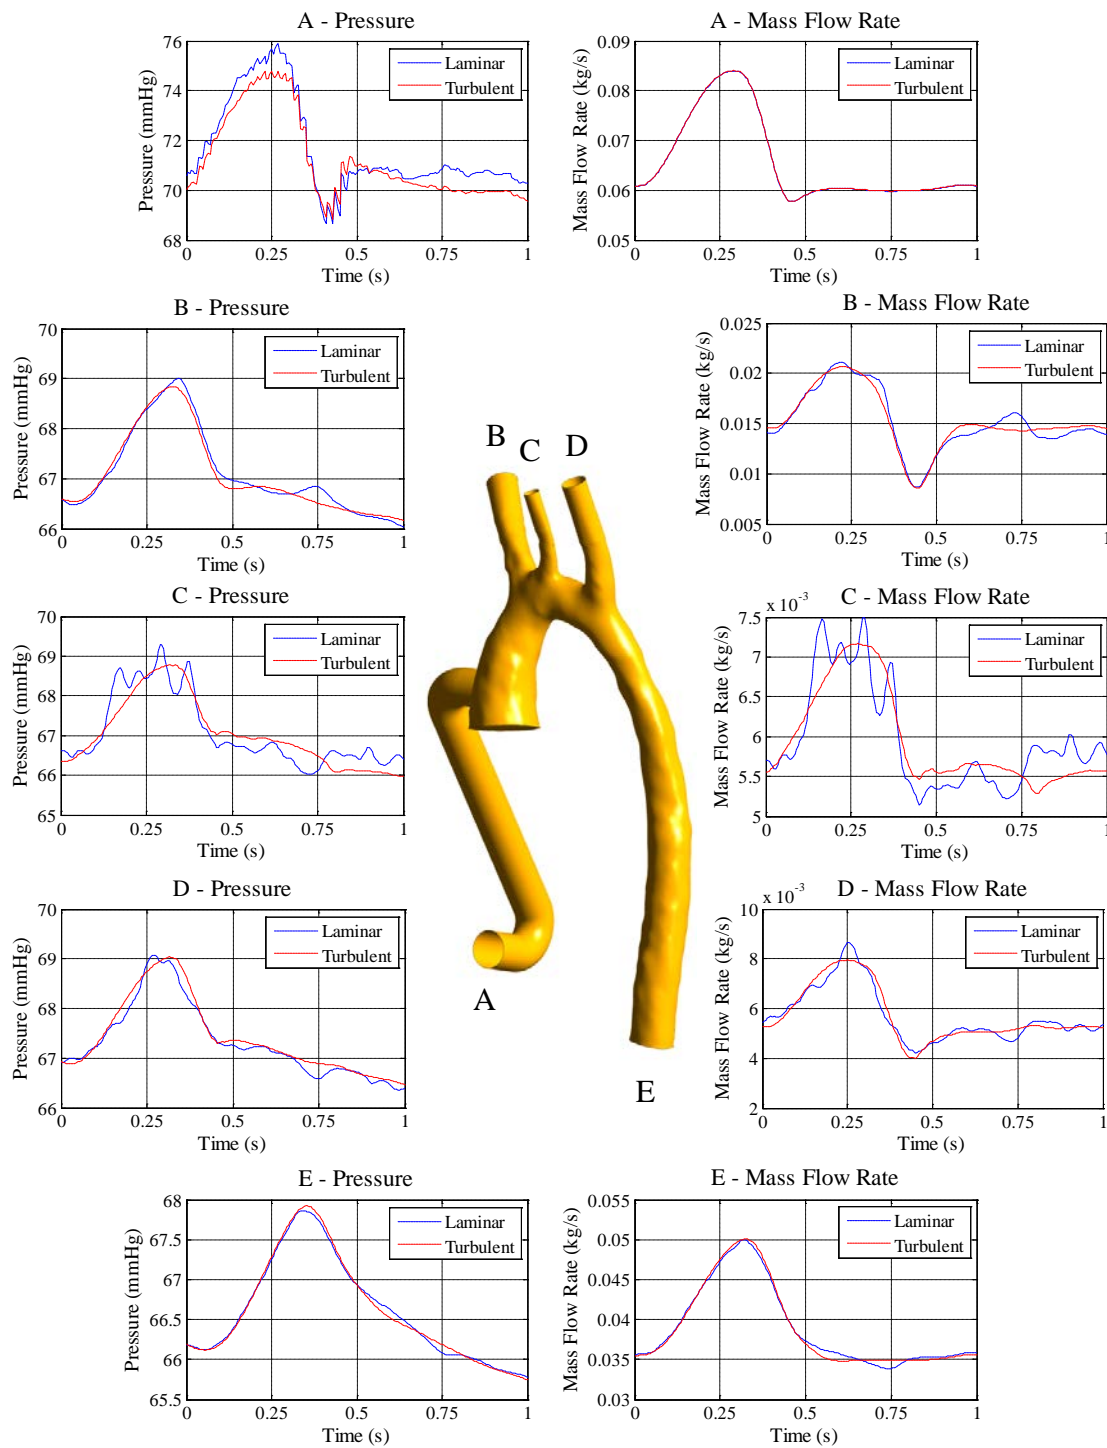 A - Pressure
Pressure (mmHg)
76
74
72
70
68
0 0.25 0.5 0.75 1
Time (s)
Laminar
Turbulent
A - Mass Flow Rate
Mass Flow Rate (kg/s)
0.09
0.08
0.07
0.06
0.05
0 0.25 0.5 0.75 1
Time (s)
Laminar
Turbulent
B - Pressure
Pressure (mmHg)
70
69
68
67
66
0 0.25 0.5 0.75 1
Time (s)
Laminar
Turbulent
B - Mass Flow Rate
Mass Flow Rate (kg/s)
0.025
0.02
0.015
0.01
0.005
0 0.25 0.5 0.75 1
Time (s)
Laminar
Turbulent
B
C
D
C - Pressure
Pressure (mmHg)
70
69
68
67
66
65
0 0.25 0.5 0.75 1
Time (s)
Laminar
Turbulent
C - Mass Flow Rate
x 10⁻³
Mass Flow Rate (kg/s)
7.5
7
6.5
6
5.5
5
0 0.25 0.5 0.75 1
Time (s)
Laminar
Turbulent
D - Pressure
Pressure (mmHg)
70
69
68
67
66
0 0.25 0.5 0.75 1
Time (s)
Laminar
Turbulent
D - Mass Flow Rate
x 10⁻³
Mass Flow Rate (kg/s)
10
8
6
4
2
0 0.25 0.5 0.75 1
Time (s)
Laminar
Turbulent
A
E
E - Pressure
Pressure (mmHg)
68
67.5
67
66.5
66
65.5
0 0.25 0.5 0.75 1
Time (s)
Laminar
Turbulent
E - Mass Flow Rate
Mass Flow Rate (kg/s)
0.055
0.05
0.045
0.04
0.035
0.03
0 0.25 0.5 0.75 1
Time (s)
Laminar
Turbulent